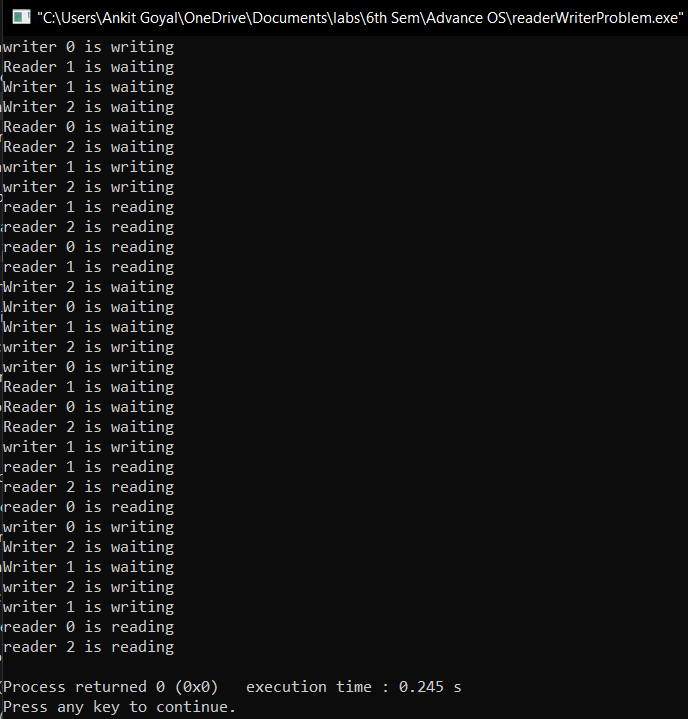 "C:\Users\Ankit Goyal\OneDrive\Documents\labs\6th Sem\Advance OS\readerWriterProblem.exe"
writer 0 is writing
Reader 1 is waiting
Writer 1 is waiting
Writer 2 is waiting
Reader 0 is waiting
Reader 2 is waiting
writer 1 is writing
writer 2 is writing
reader 1 is reading
reader 2 is reading
reader 0 is reading
reader 1 is reading
Writer 2 is waiting
Writer 0 is waiting
Writer 1 is waiting
writer 2 is writing
writer 0 is writing
Reader 1 is waiting
Reader 0 is waiting
Reader 2 is waiting
writer 1 is writing
reader 1 is reading
reader 2 is reading
reader 0 is reading
writer 0 is writing
Writer 2 is waiting
Writer 1 is waiting
writer 2 is writing
writer 1 is writing
reader 0 is reading
reader 2 is reading
Process returned 0 (0x0)   execution time : 0.245 s
Press any key to continue.